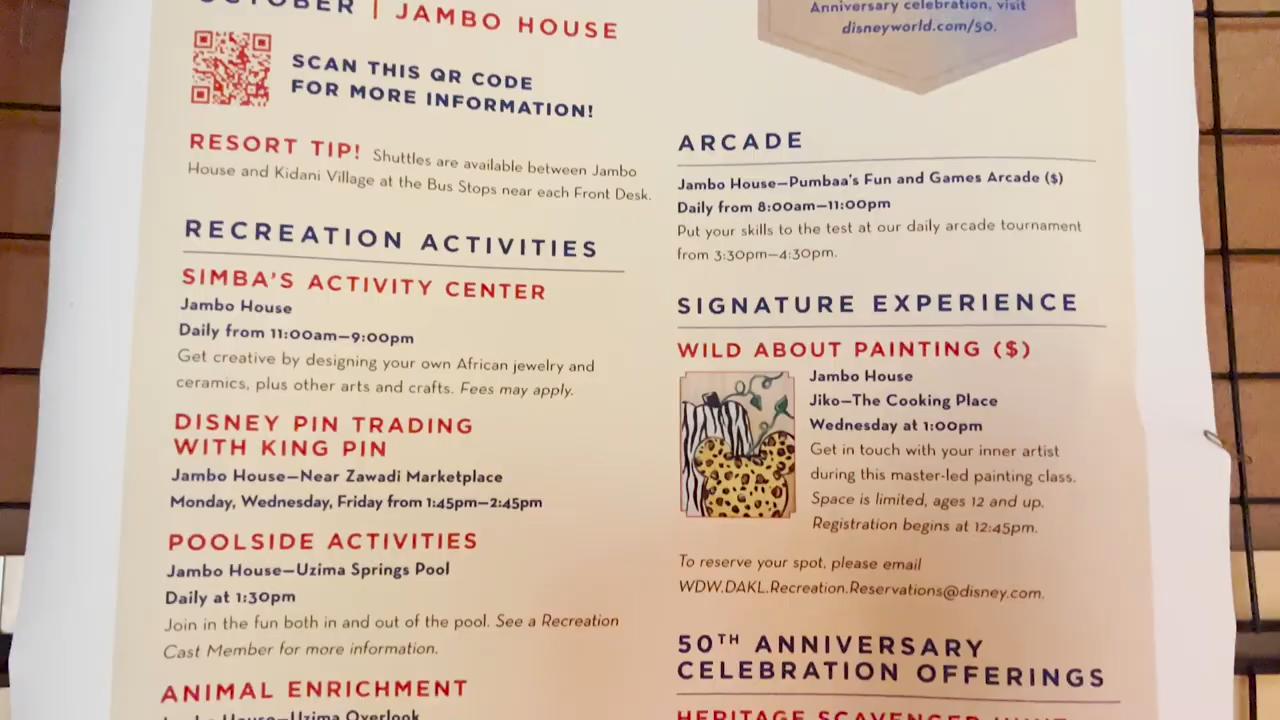 OCTOBER | JAMBO HOUSE
SCAN THIS QR CODE
FOR MORE INFORMATION!
RESORT TIP! Shuttles are available between Jambo
House and Kidani Village at the Bus Stops near each Front Desk.
RECREATION ACTIVITIES
SIMBA'S ACTIVITY CENTER
Jambo House
Daily from 11:00am–9:00pm
Get creative by designing your own African jewelry and
ceramics, plus other arts and crafts. Fees may apply.
DISNEY PIN TRADING
WITH KING PIN
Jambo House–Near Zawadi Marketplace
Monday, Wednesday, Friday from 1:45pm–2:45pm
POOLSIDE ACTIVITIES
Jambo House–Uzima Springs Pool
Daily at 1:30pm
Join in the fun both in and out of the pool. See a Recreation
Cast Member for more information.
ANIMAL ENRICHMENT
Jambo House–Uzima Overlook
Anniversary celebration, visit
disneyworld.com/50.
ARCADE
Jambo House–Pumbaa's Fun and Games Arcade ($)
Daily from 8:00am–11:00pm
Put your skills to the test at our daily arcade tournament
from 3:30pm–4:30pm.
SIGNATURE EXPERIENCE
WILD ABOUT PAINTING ($)
Jambo House
Jiko–The Cooking Place
Wednesday at 1:00pm
Get in touch with your inner artist
during this master-led painting class.
Space is limited, ages 12 and up.
Registration begins at 12:45pm.
To reserve your spot, please email
WDW.DAKL.Recreation.Reservations@disney.com.
50TH ANNIVERSARY
CELEBRATION OFFERINGS
HERITAGE SCAVENGER HUNT